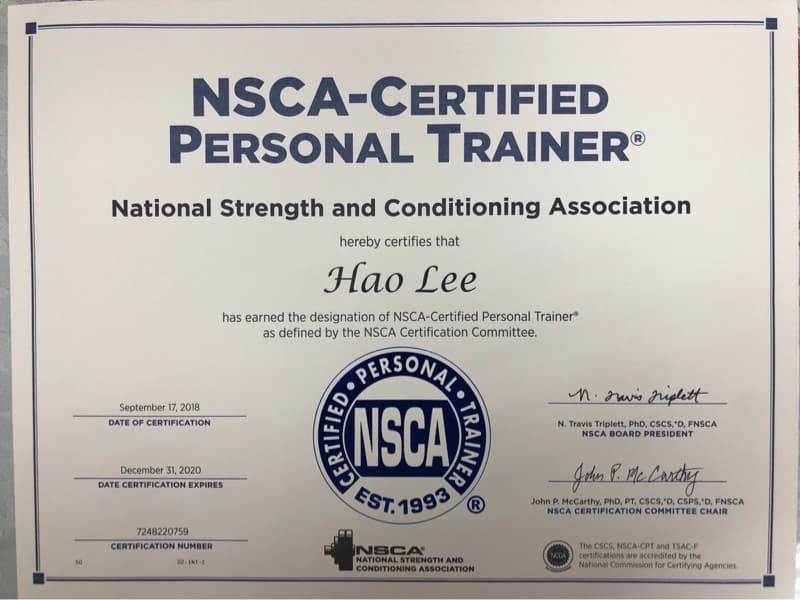 NSCA-CERTIFIED
PERSONAL TRAINER®
National Strength and Conditioning Association
hereby certifies that
Hao Lee
has earned the designation of NSCA-Certified Personal Trainer®
as defined by the NSCA Certification Committee.
September 17, 2018
DATE OF CERTIFICATION
December 31, 2020
DATE CERTIFICATION EXPIRES
7248220759
CERTIFICATION NUMBER
50 02-INT-1
CERTIFIED • PERSONAL • TRAINER
NSCA
EST. 1993 ®
NSCA®
NATIONAL STRENGTH AND
CONDITIONING ASSOCIATION
N. Travis Triplett
N. Travis Triplett, PhD, CSCS,*D, FNSCA
NSCA BOARD PRESIDENT
John P. McCarthy
John P. McCarthy, PhD, PT, CSCS,*D, CSPS,*D, FNSCA
NSCA CERTIFICATION COMMITTEE CHAIR
NCCA
The CSCS, NSCA-CPT and TSAC-F
certifications are accredited by the
National Commission for Certifying Agencies.